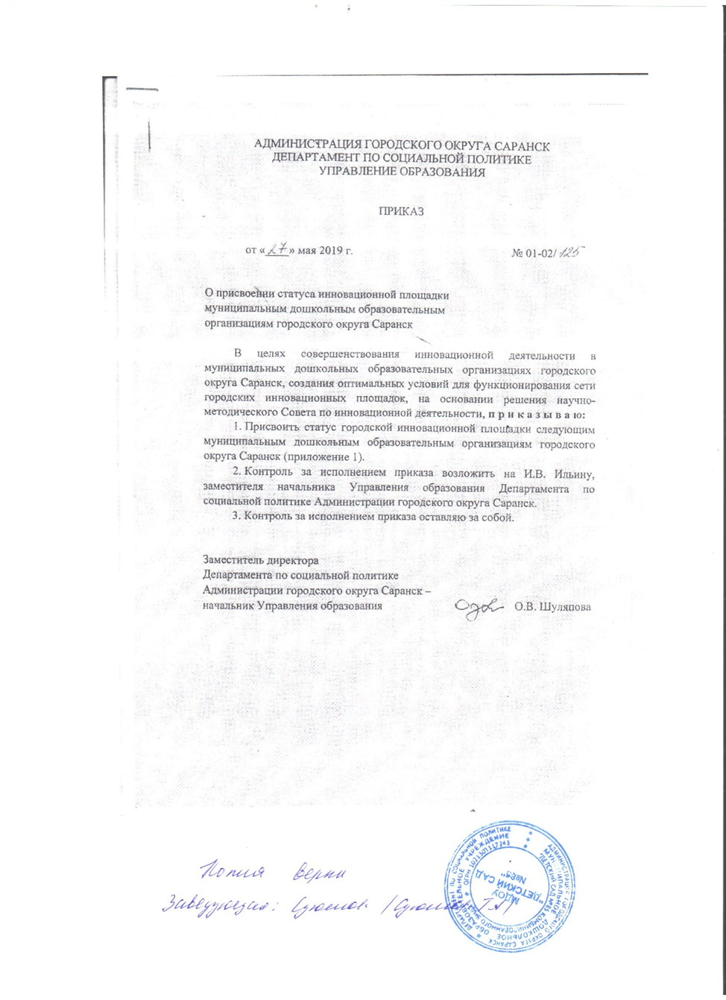 АДМИНИСТРАЦИЯ ГОРОДСКОГО ОКРУГА САРАНСК
ДЕПАРТАМЕНТ ПО СОЦИАЛЬНОЙ ПОЛИТИКЕ
УПРАВЛЕНИЕ ОБРАЗОВАНИЯ
ПРИКАЗ
от «27» мая 2019 г.
№ 01-02/125
О присвоении статуса инновационной площадки
муниципальным дошкольным образовательным
организациям городского округа Саранск
В целях совершенствования инновационной деятельности в
муниципальных дошкольных образовательных организациях городского
округа Саранск, создания оптимальных условий для функционирования сети
городских инновационных площадок, на основании решения научно-
методического Совета по инновационной деятельности, п р и к а з ы в а ю:
1. Присвоить статус городской инновационной площадки следующим
муниципальным дошкольным образовательным организациям городского
округа Саранск (приложение 1).
2. Контроль за исполнением приказа возложить на И.В. Ильину,
заместителя начальника Управления образования Департамента по
социальной политике Администрации городского округа Саранск.
3. Контроль за исполнением приказа оставляю за собой.
Заместитель директора
Департамента по социальной политике
Администрации городского округа Саранск –
начальник Управления образования
О.В. Шуляпова
Копия верна
Заведующая:
МДОУ
"ДЕТСКИЙ САД
№85"